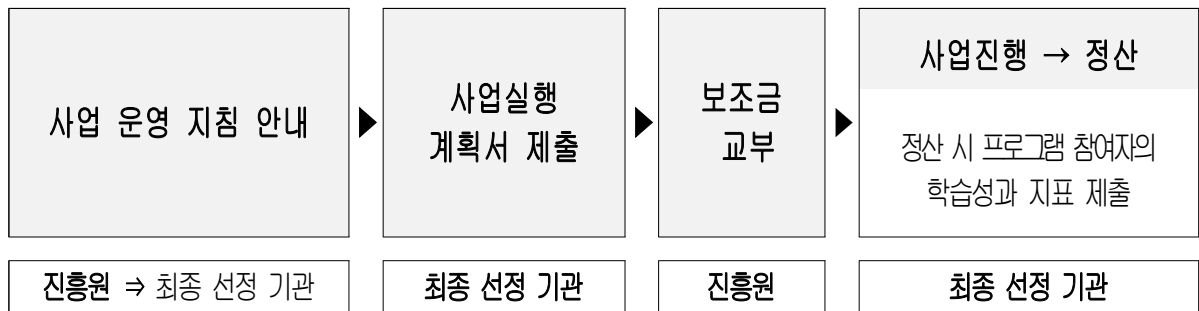 사업 운영 지침 안내
사업실행
계획서 제출
보조금
교부
사업진행 → 정산
정산 시 프로그램 참여자의
학습성과 지표 제출
진흥원 ⇒ 최종 선정 기관
최종 선정 기관
진흥원
최종 선정 기관